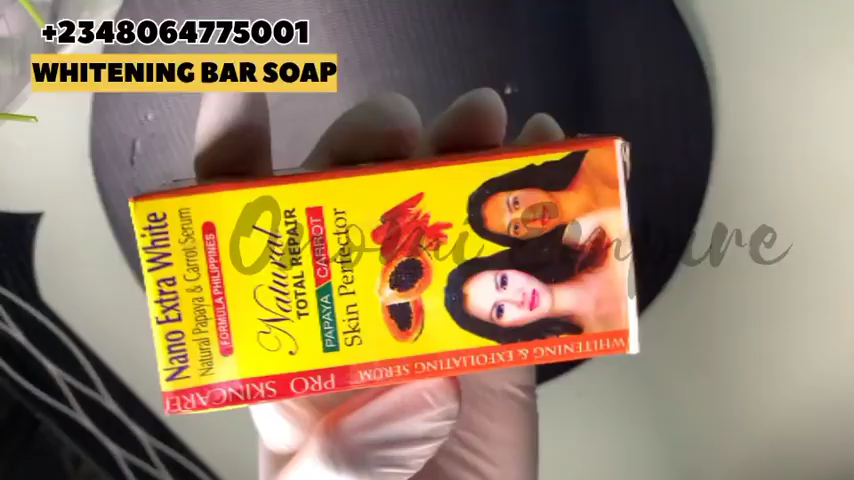 +2348064775001
WHITENING BAR SOAP
Nano Extra White
Natural Papaya & Carrot Serum
FORMULA PHILIPPINES
Natural
TOTAL REPAIR
PAPAYA CARROT
Skin Perfector
PRO SKINCARE
WHITENING & EXFOLIATING SERUM
Empire